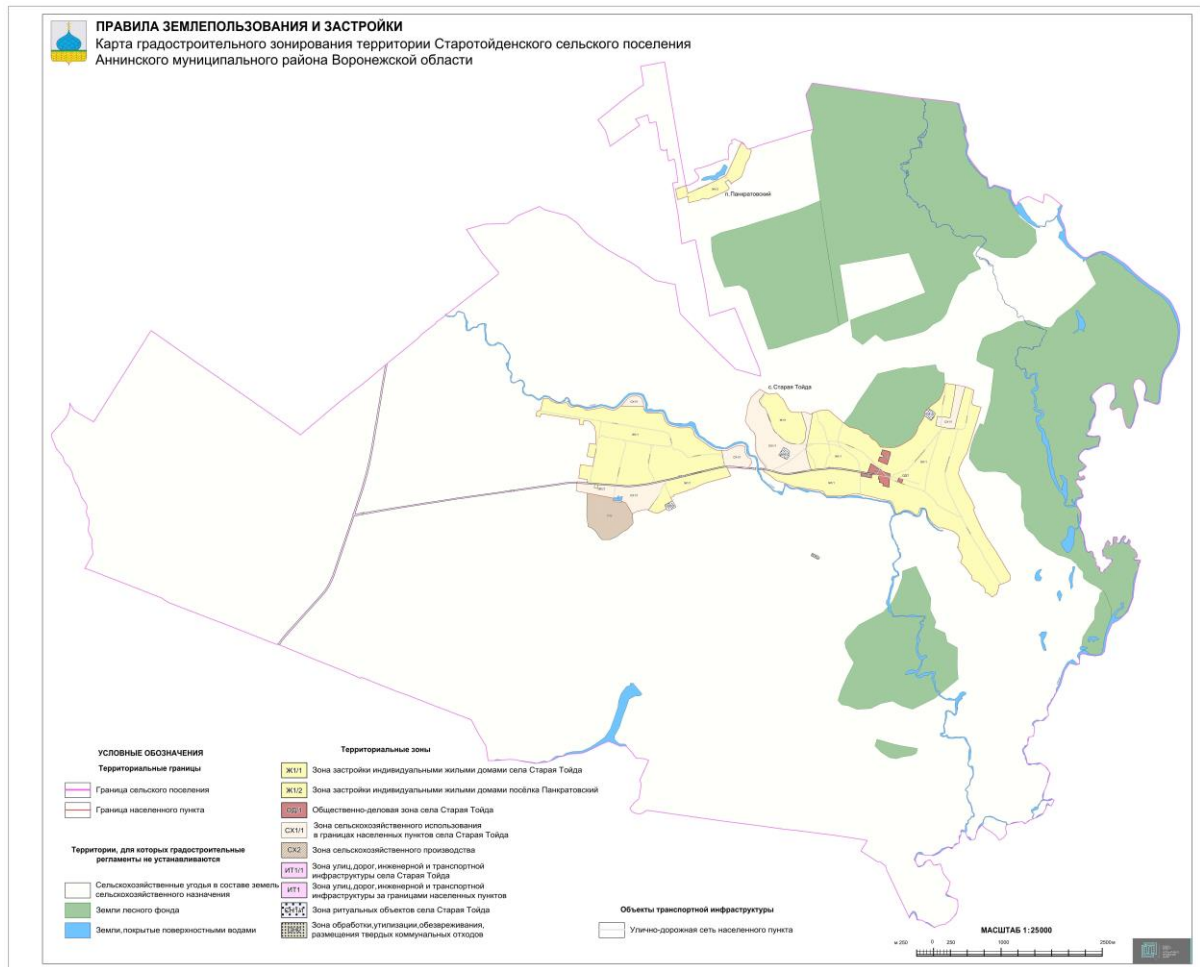 ПРАВИЛА ЗЕМЛЕПОЛЬЗОВАНИЯ И ЗАСТРОЙКИ
Карта градостроительного зонирования территории Старотойденского сельского поселения
Аннинского муниципального района Воронежской области
п. Панкратовский
с. Старая Тойда
УСЛОВНЫЕ ОБОЗНАЧЕНИЯ
Территориальные границы
Граница сельского поселения
Граница населенного пункта
Территории, для которых градостроительные
регламенты не устанавливаются
Сельскохозяйственные угодья в составе земель
сельскохозяйственного назначения
Земли лесного фонда
Земли,покрытые поверхностными водами
Территориальные зоны
Ж1/1 Зона застройки индивидуальными жилыми домами села Старая Тойда
Ж1/2 Зона застройки индивидуальными жилыми домами посёлка Панкратовский
Общественно-деловая зона села Старая Тойда
СХ1/1 Зона сельскохозяйственного использования
в границах населенных пунктов села Старая Тойда
СХ2 Зона сельскохозяйственного производства
ИТ1/1 Зона улиц,дорог,инженерной и транспортной
инфраструктуры села Старая Тойда
ИТ1 Зона улиц,дорог,инженерной и транспортной
инфраструктуры за границами населенных пунктов
Зона ритуальных объектов села Старая Тойда
Зона обработки,утилизации,обезвреживания,
размещения твердых коммунальных отходов
Объекты транспортной инфраструктуры
Улично-дорожная сеть населенного пункта
МАСШТАБ 1:25000
м 250 0 250 1000 2500м